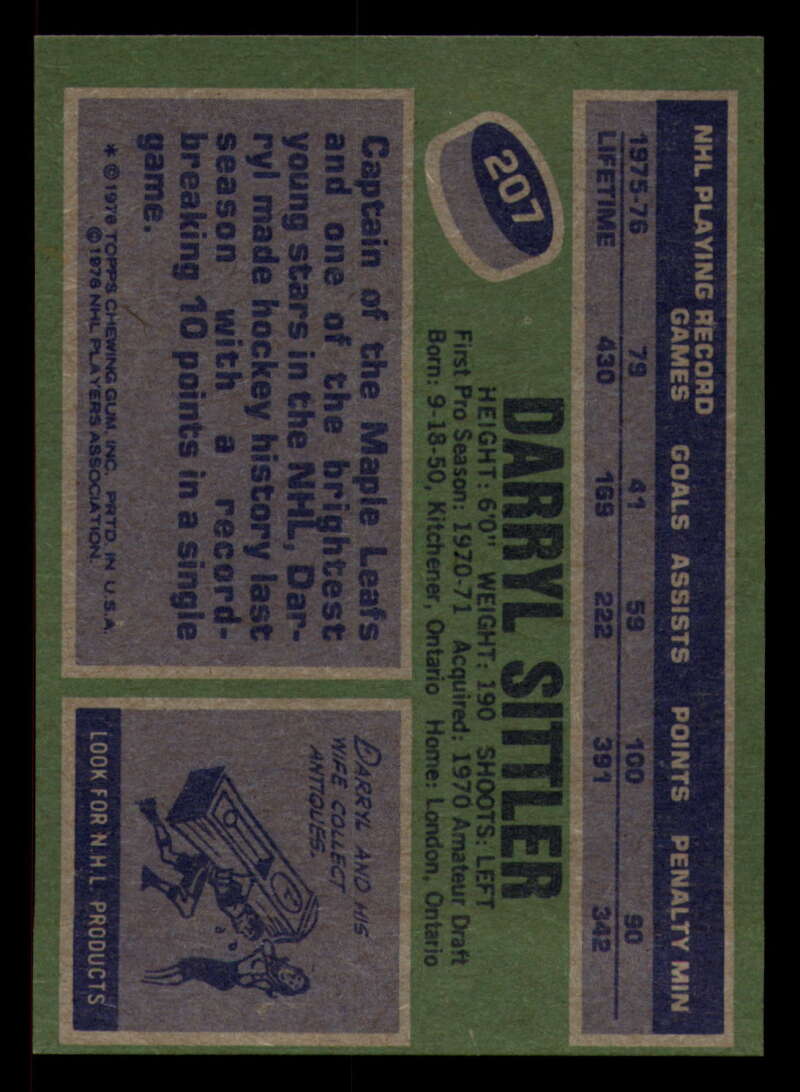 NHL PLAYING RECORD
GAMES GOALS ASSISTS POINTS PENALTY MIN
1975-76 79 41 59 100 90
LIFETIME 430 169 222 391 342
207
DARRYL SITTLER
HEIGHT: 6'0" WEIGHT: 190 SHOOTS: LEFT
First Pro Season: 1970-71 Acquired: 1970 Amateur Draft
Born: 9-18-50, Kitchener, Ontario Home: London, Ontario
Captain of the Maple Leafs
and one of the brightest
young stars in the NHL, Dar-
ryl made hockey history last
season with a record-
breaking 10 points in a single
game.
* ©1976 TOPPS CHEWING GUM, INC. PRTD. IN U.S.A.
©1976 NHL PLAYERS ASSOCIATION.
DARRYL AND HIS
WIFE COLLECT
ANTIQUES.
LOOK FOR N.H.L. PRODUCTS